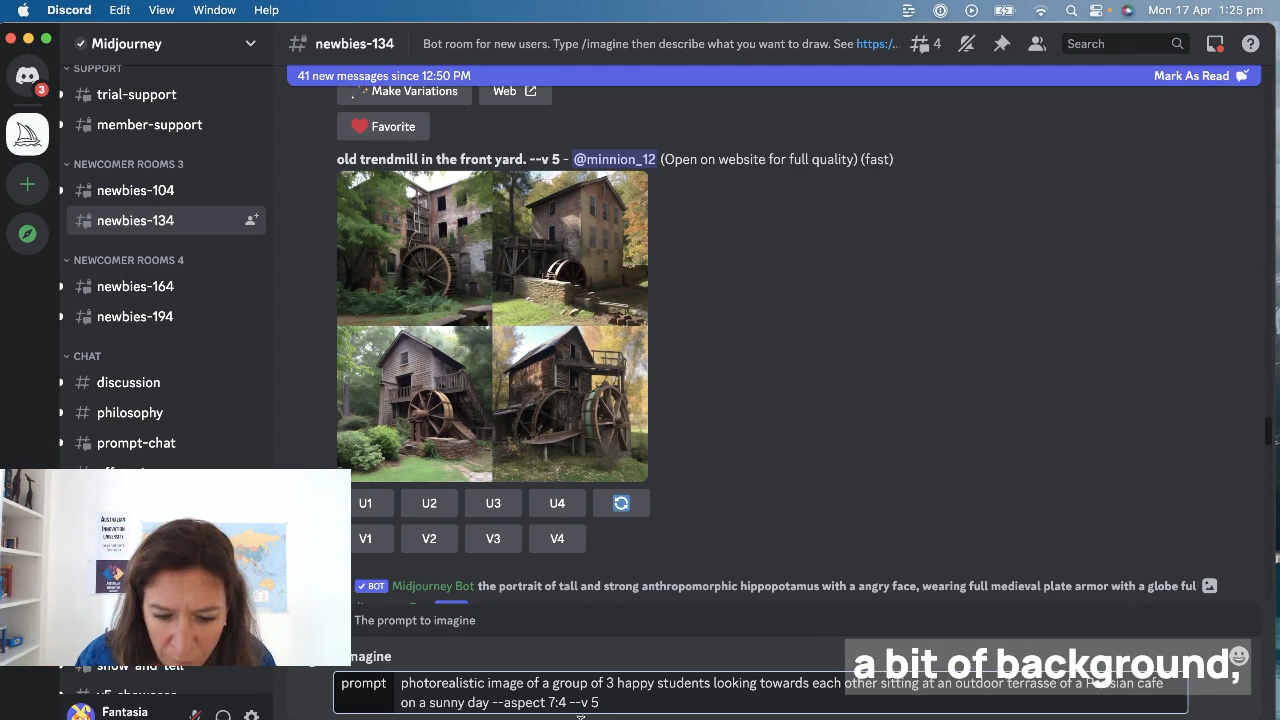 Discord Edit View Window Help Mon 17 Apr 1:25 pm
Midjourney
newbies-134 Bot room for new users. Type /imagine then describe what you want to draw. See https:/... 4 Search
41 new messages since 12:50 PM Mark As Read
3
SUPPORT
trial-support
member-support
NEWCOMER ROOMS 3
newbies-104
newbies-134
NEWCOMER ROOMS 4
newbies-164
newbies-194
CHAT
discussion
philosophy
prompt-chat
show-and-tell
Fantasia
Make Variations Web
Favorite
old trendmill in the front yard. --v 5 - @minnion_12 (Open on website for full quality) (fast)
U1 U2 U3 U4
V1 V2 V3 V4
BOT Midjourney Bot the portrait of tall and strong anthropomorphic hippopotamus with a angry face, wearing full medieval plate armor with a globe ful
The prompt to imagine
prompt photorealistic image of a group of 3 happy students looking towards each other sitting at an outdoor terrasse of a cafe
on a sunny day --aspect 7:4 --v 5
AUSTRALIAN
INNOVATION
UNIVERSITY
a bit of background,